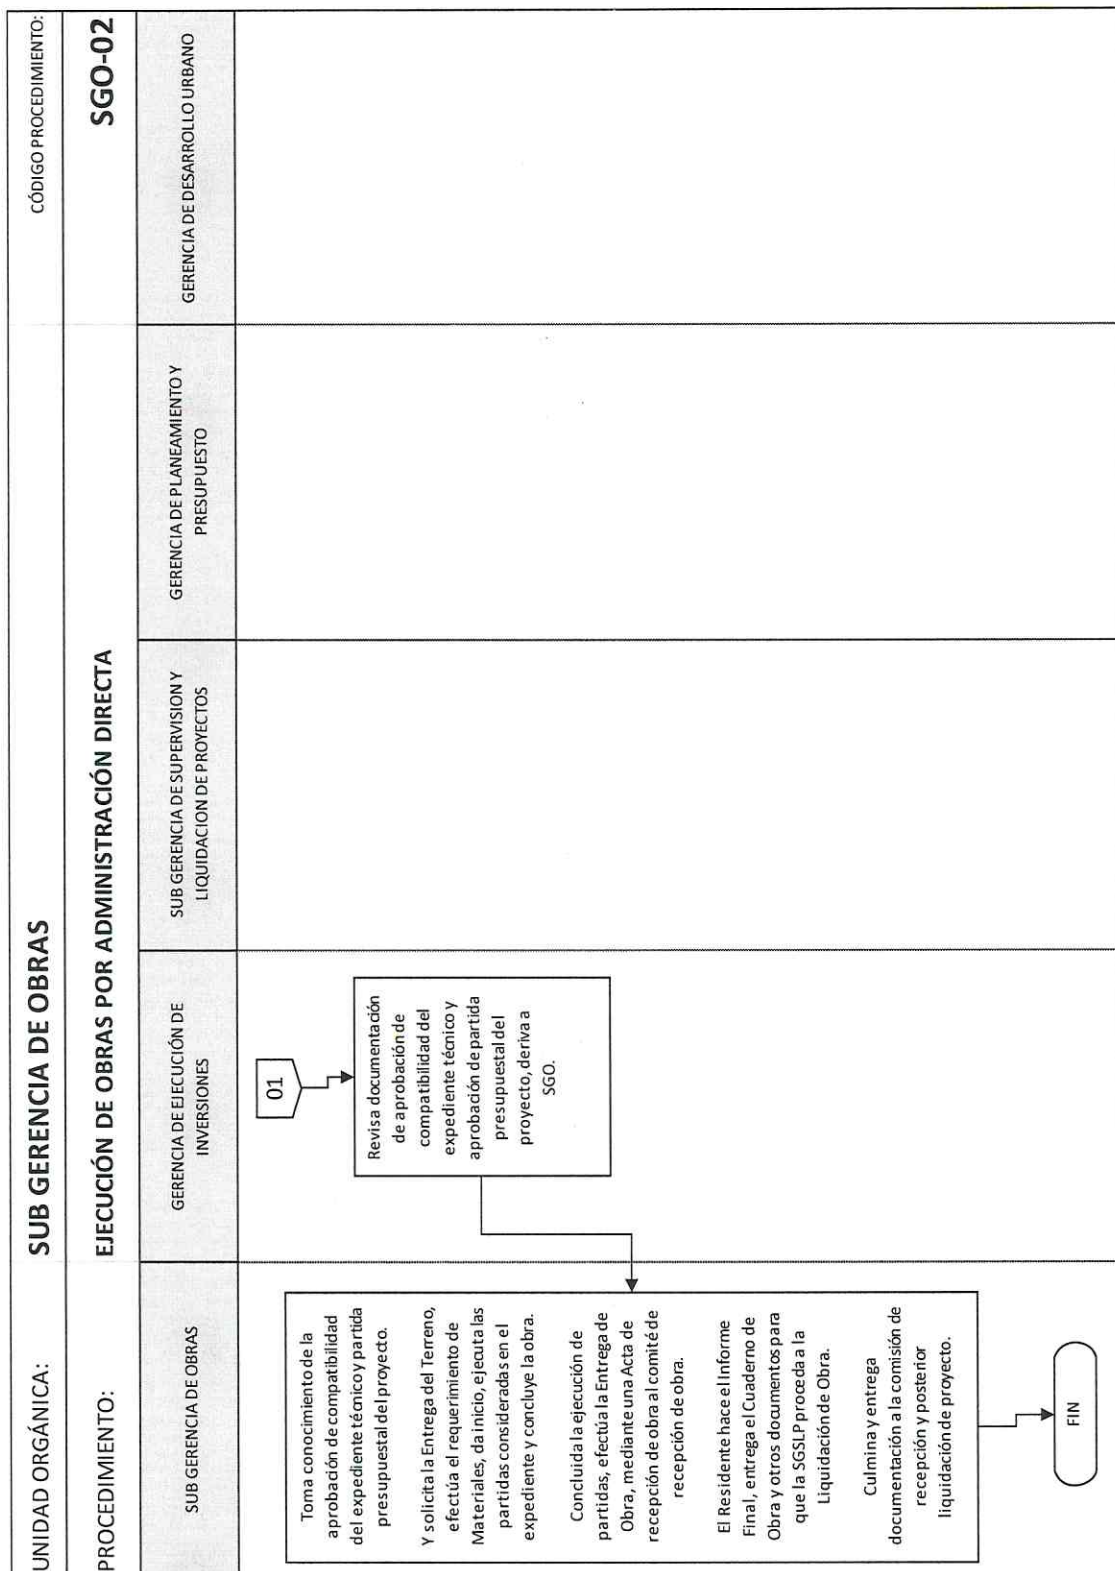 UNIDAD ORGÁNICA:
SUB GERENCIA DE OBRAS
CÓDIGO PROCEDIMIENTO:
PROCEDIMIENTO:
EJECUCIÓN DE OBRAS POR ADMINISTRACIÓN DIRECTA
SGO-02
SUB GERENCIA DE OBRAS
GERENCIA DE EJECUCIÓN DE
INVERSIONES
SUB GERENCIA DE SUPERVISION Y
LIQUIDACION DE PROYECTOS
GERENCIA DE PLANEAMIENTO Y
PRESUPUESTO
GERENCIA DE DESARROLLO URBANO
01
Revisa documentación
de aprobación de
compatibilidad del
expediente técnico y
aprobación de partida
presupuestal del
proyecto, deriva a
SGO.
Toma conocimiento de la
aprobación de compatibilidad
del expediente técnico y partida
presupuestal del proyecto.
Y solicita la Entrega del Terreno,
efectúa el requerimiento de
Materiales, da inicio, ejecuta las
partidas consideradas en el
expediente y concluye la obra.
Concluida la ejecución de
partidas, efectúa la Entrega de
Obra, mediante una Acta de
recepción de obra al comité de
recepción de obra.
El Residente hace el Informe
Final, entrega el Cuaderno de
Obra y otros documentos para
que la SGSLP proceda a la
Liquidación de Obra.
Culmina y entrega
documentación a la comisión de
recepción y posterior
liquidación de proyecto.
FIN